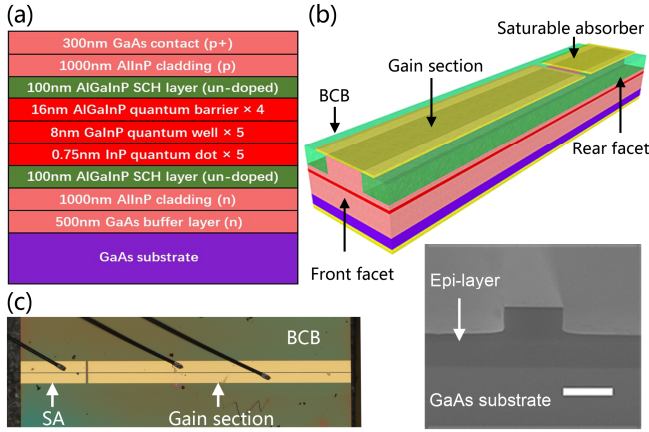 (a)
300nm GaAs contact (p+)
1000nm AlInP cladding (p)
100nm AlGaInP SCH layer (un-doped)
16nm AlGaInP quantum barrier × 4
8nm GaInP quantum well × 5
0.75nm InP quantum dot × 5
100nm AlGaInP SCH layer (un-doped)
1000nm AlInP cladding (n)
500nm GaAs buffer layer (n)
GaAs substrate
(b)
Saturable absorber
Gain section
BCB
Rear facet
Front facet
(c)
BCB
SA
Gain section
Epi-layer
GaAs substrate